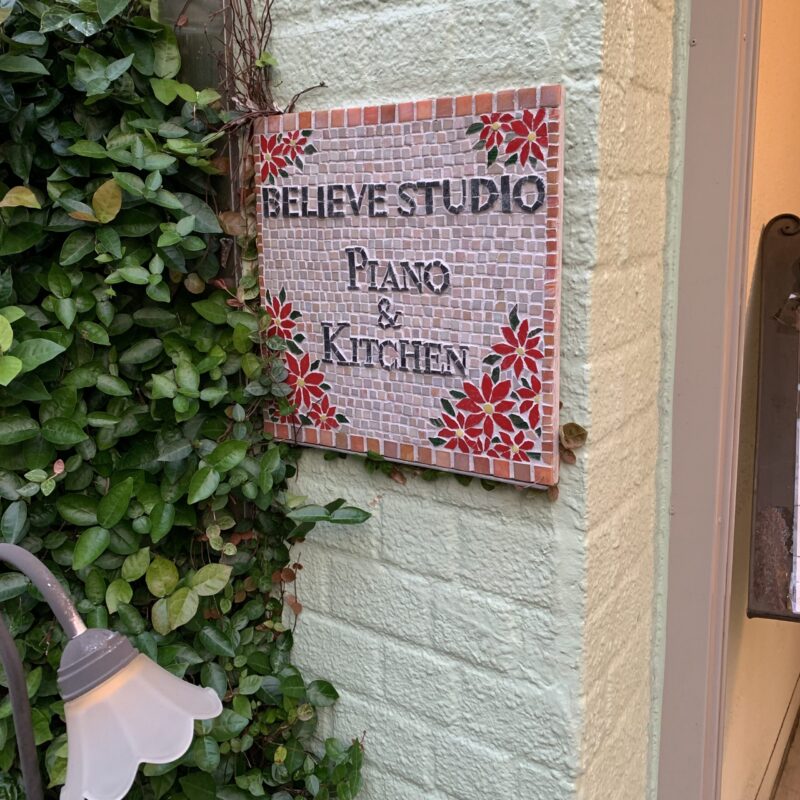 BELIEVE STUDIO
PIANO
&
KITCHEN